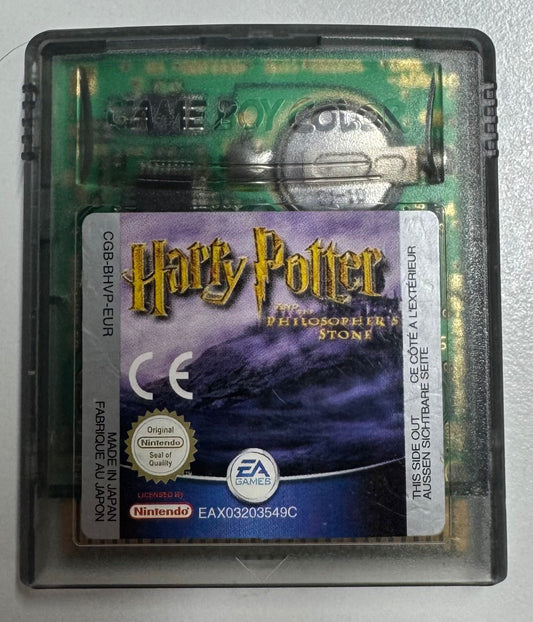 GAME BOY COLOR
CGB-BHVP-EUR
Harry Potter
AND THE
PHILOSOPHER'S
STONE
CE
Original
Nintendo
Seal of
Quality
EA
GAMES
LICENSED BY
Nintendo
EAX03203549C
MADE IN JAPAN
FABRIQUE AU JAPON
THIS SIDE OUT CE CÔTÉ A L'EXTÉRIEUR
AUSSEN SICHTBARE SEITE